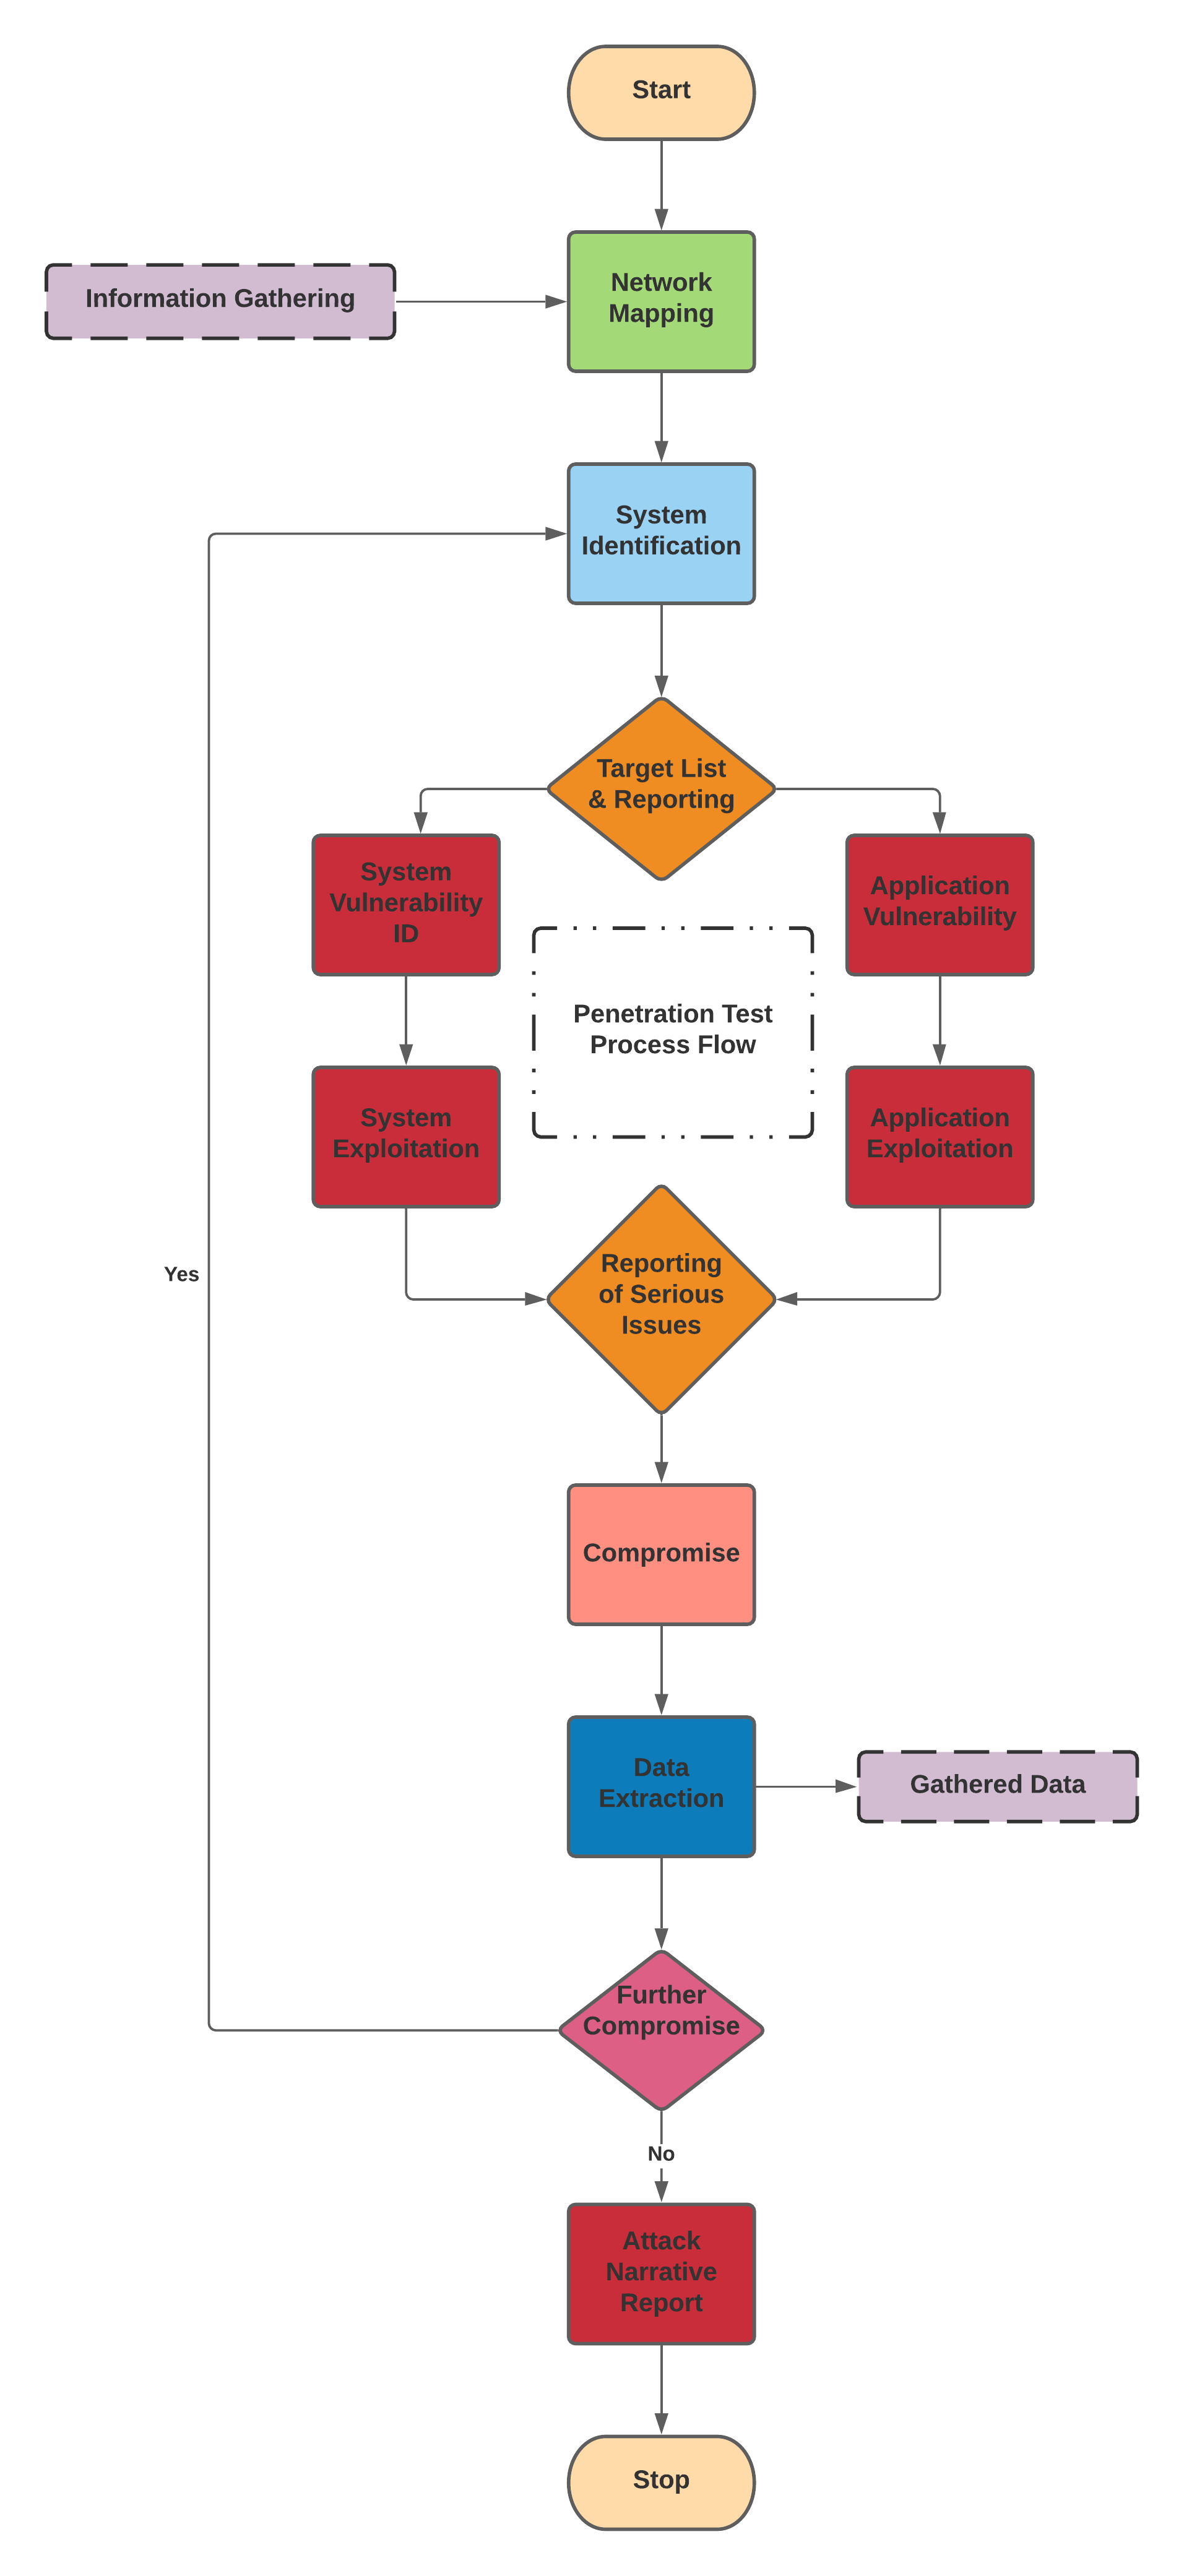 Start
Information Gathering
Network
Mapping
System
Identification
Target List
& Reporting
System
Vulnerability
ID
Application
Vulnerability
Penetration Test
Process Flow
System
Exploitation
Application
Exploitation
Yes
Reporting
of Serious
Issues
Compromise
Data
Extraction
Gathered Data
Further
Compromise
No
Attack
Narrative
Report
Stop